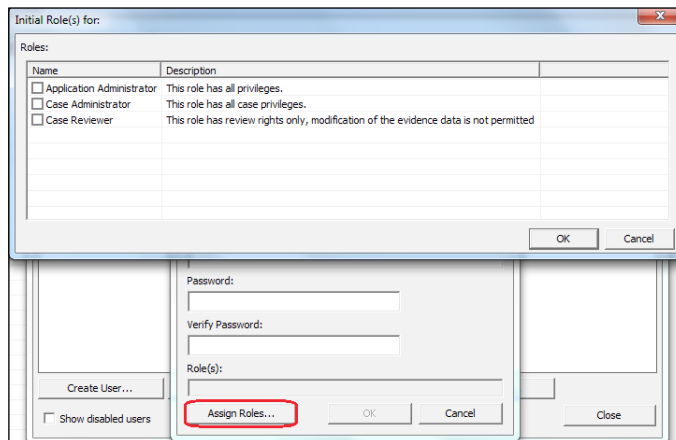 Initial Role(s) for:
x
Roles:
Name Description
Application Administrator This role has all privileges.
Case Administrator This role has all case privileges.
Case Reviewer This role has review rights only, modification of the evidence data is not permitted
OK Cancel
Password:
Verify Password:
Role(s):
Create User...
Assign Roles... OK Cancel
Show disabled users Close